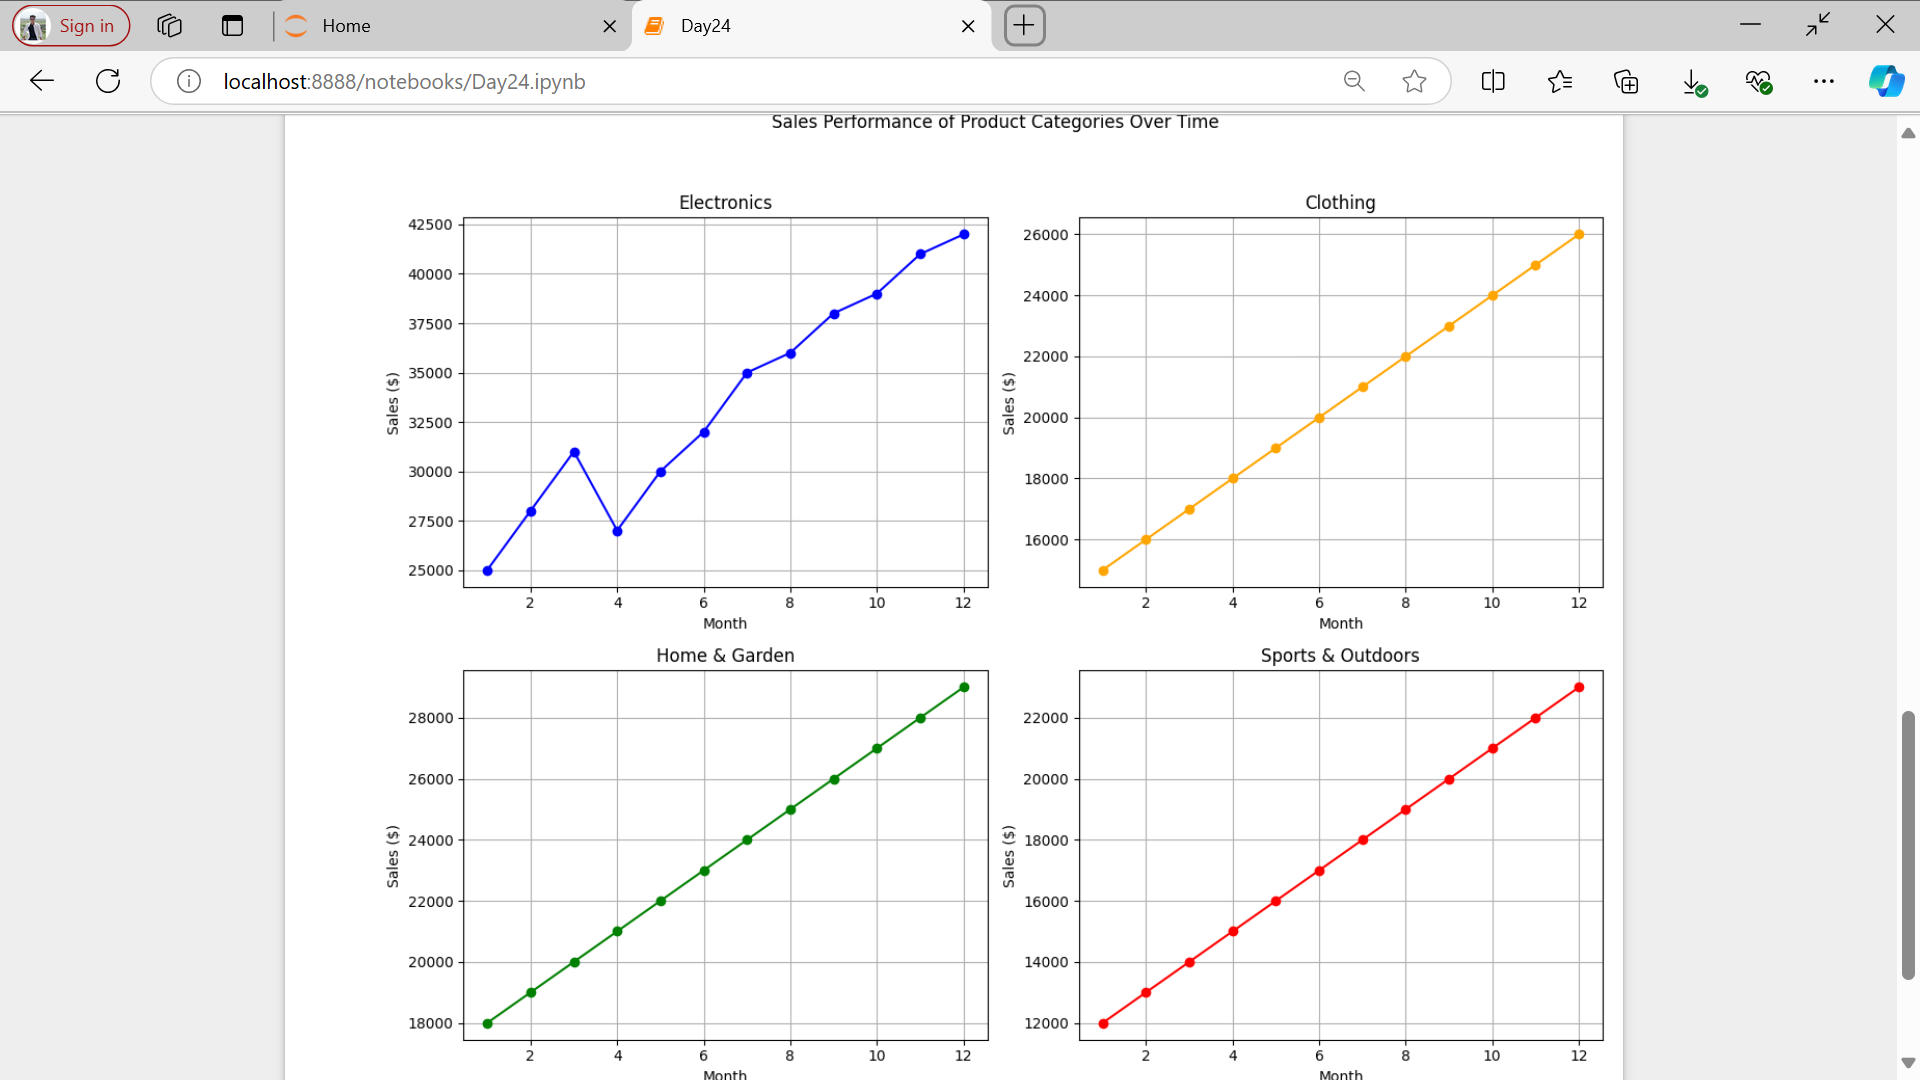 Sign in
Home
Day24
localhost:8888/notebooks/Day24.ipynb
Sales Performance of Product Categories Over Time
Electronics
42500
40000
37500
35000
32500
30000
27500
25000
Sales ($)
2 4 6 8 10 12
Month
Clothing
26000
24000
22000
20000
18000
16000
Sales ($)
2 4 6 8 10 12
Month
Home & Garden
28000
26000
24000
22000
20000
18000
Sales ($)
2 4 6 8 10 12
Month
Sports & Outdoors
22000
20000
18000
16000
14000
12000
Sales ($)
2 4 6 8 10 12
Month